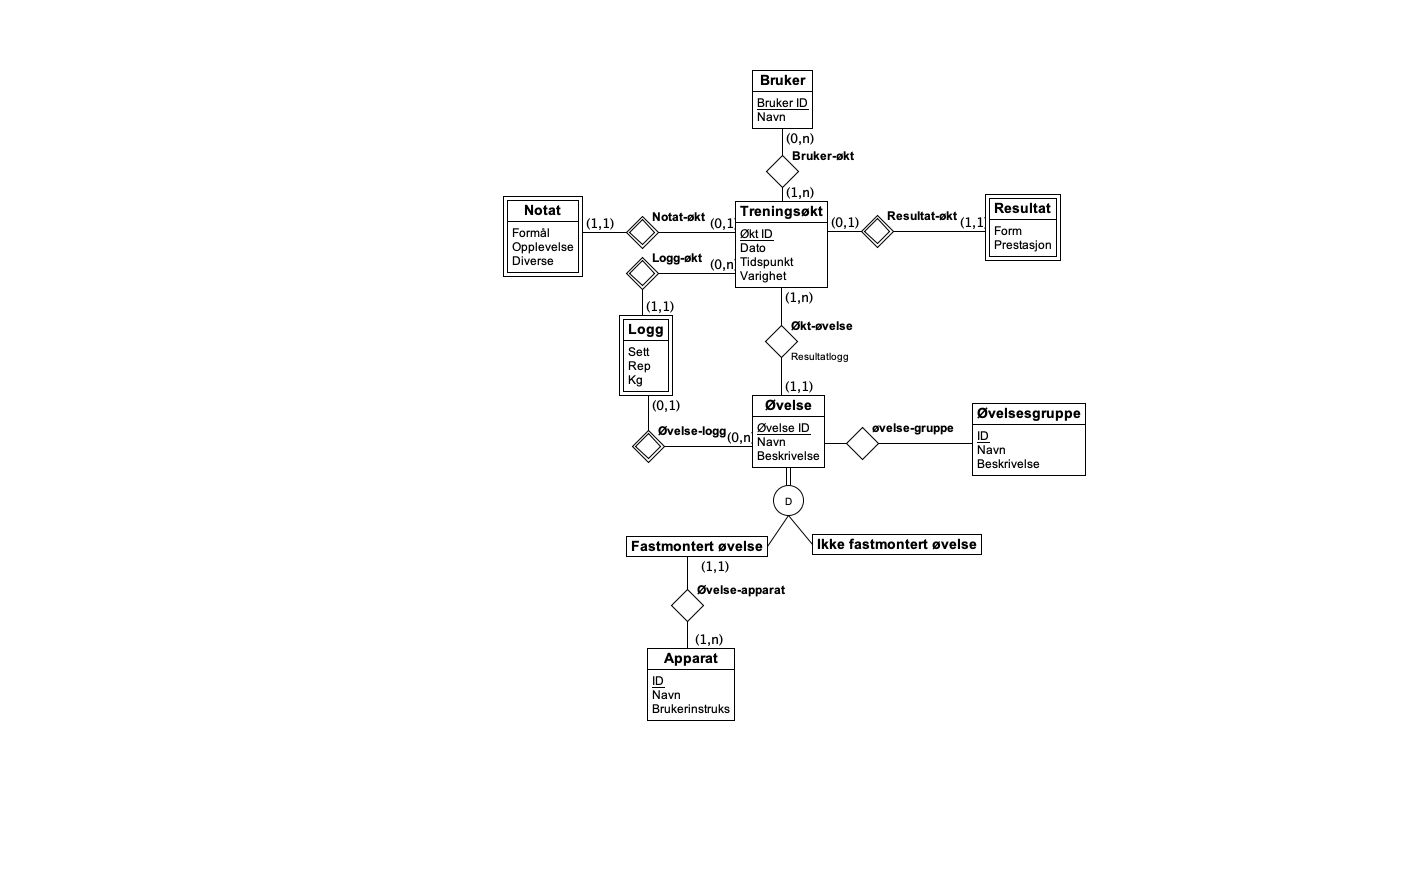 Bruker
Bruker ID
Navn
(0,n)
Bruker-økt
(1,n)
Notat
Formål
Opplevelse
Diverse
(1,1)
Notat-økt
(0,1)
Treningsøkt
Økt ID
Dato
Tidspunkt
Varighet
(0,1)
Resultat-økt
(1,1)
Resultat
Form
Prestasjon
Logg-økt
(0,n)
(1,1)
Logg
Sett
Rep
Kg
(1,n)
Økt-øvelse
Resultatlogg
(1,1)
(0,1)
Øvelse-logg
(0,n)
Øvelse
Øvelse ID
Navn
Beskrivelse
øvelse-gruppe
Øvelsesgruppe
ID
Navn
Beskrivelse
D
Fastmontert øvelse
Ikke fastmontert øvelse
(1,1)
Øvelse-apparat
(1,n)
Apparat
ID
Navn
Brukerinstruks